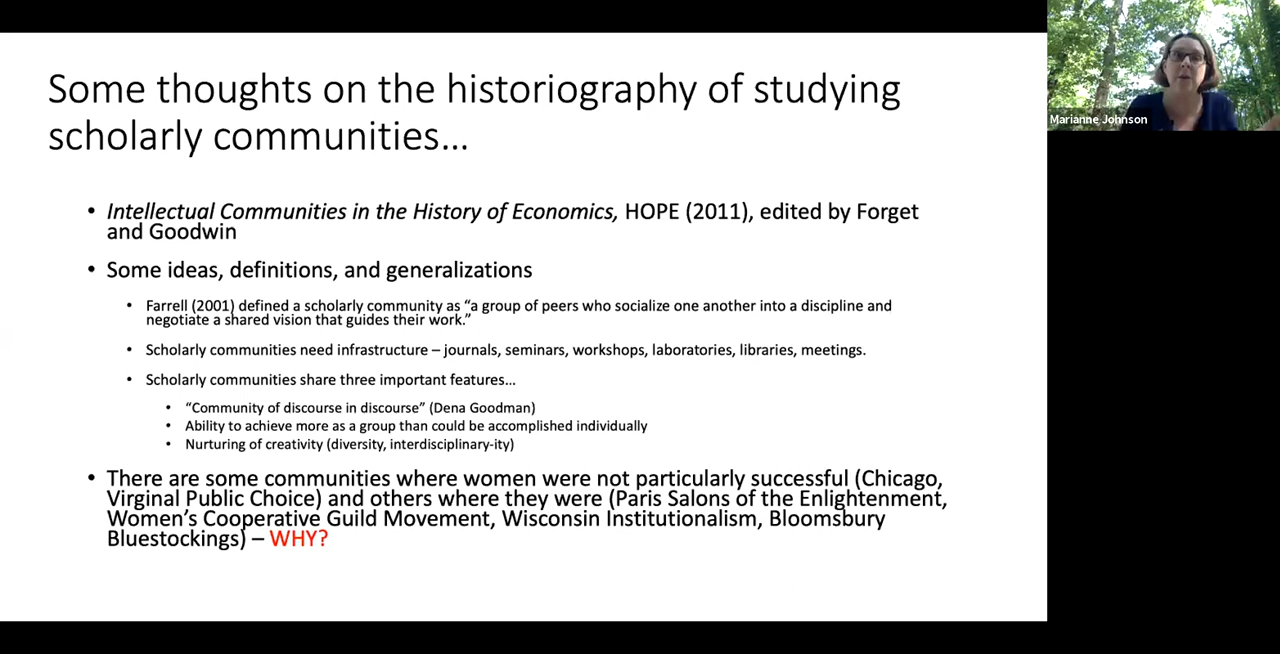 Some thoughts on the historiography of studying
scholarly communities…
• Intellectual Communities in the History of Economics, HOPE (2011), edited by Forget
and Goodwin
• Some ideas, definitions, and generalizations
• Farrell (2001) defined a scholarly community as “a group of peers who socialize one another into a discipline and
negotiate a shared vision that guides their work.”
• Scholarly communities need infrastructure – journals, seminars, workshops, laboratories, libraries, meetings.
• Scholarly communities share three important features…
• “Community of discourse in discourse” (Dena Goodman)
• Ability to achieve more as a group than could be accomplished individually
• Nurturing of creativity (diversity, interdisciplinary-ity)
• There are some communities where women were not particularly successful (Chicago,
Virginal Public Choice) and others where they were (Paris Salons of the Enlightenment,
Women’s Cooperative Guild Movement, Wisconsin Institutionalism, Bloomsbury
Bluestockings) – WHY?
Marianne Johnson